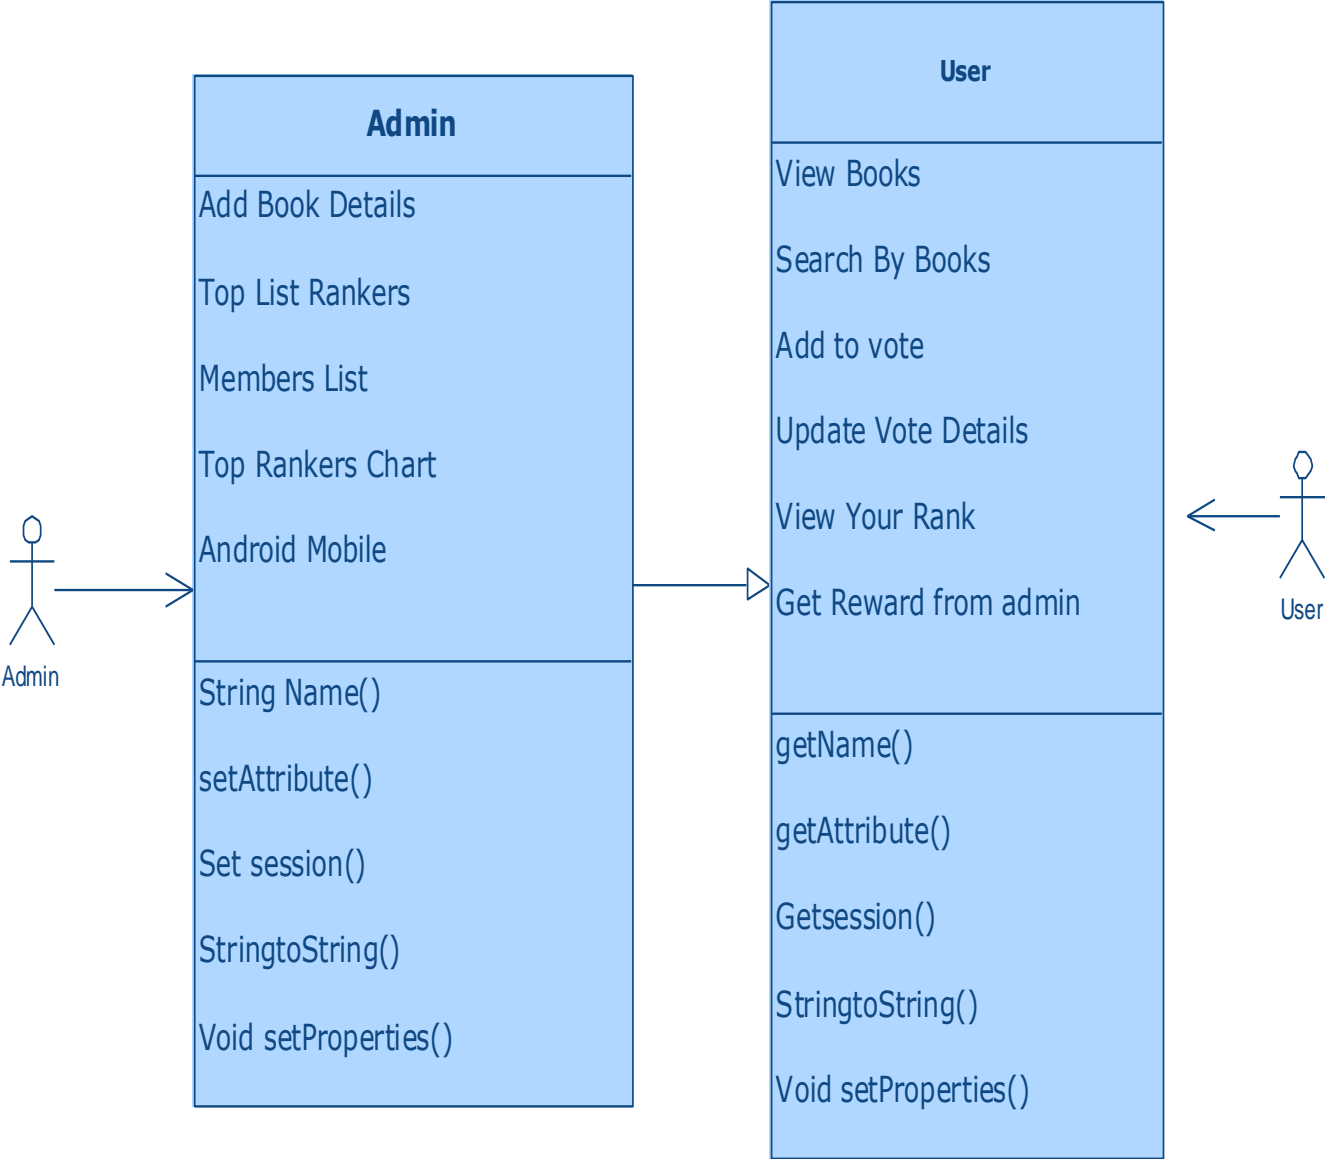 Admin
Add Book Details
Top List Rankers
Members List
Top Rankers Chart
Android Mobile
String Name()
setAttribute()
Set session()
StringtoString()
Void setProperties()
User
View Books
Search By Books
Add to vote
Update Vote Details
View Your Rank
Get Reward from admin
getName()
getAttribute()
Getsession()
StringtoString()
Void setProperties()
Admin
User